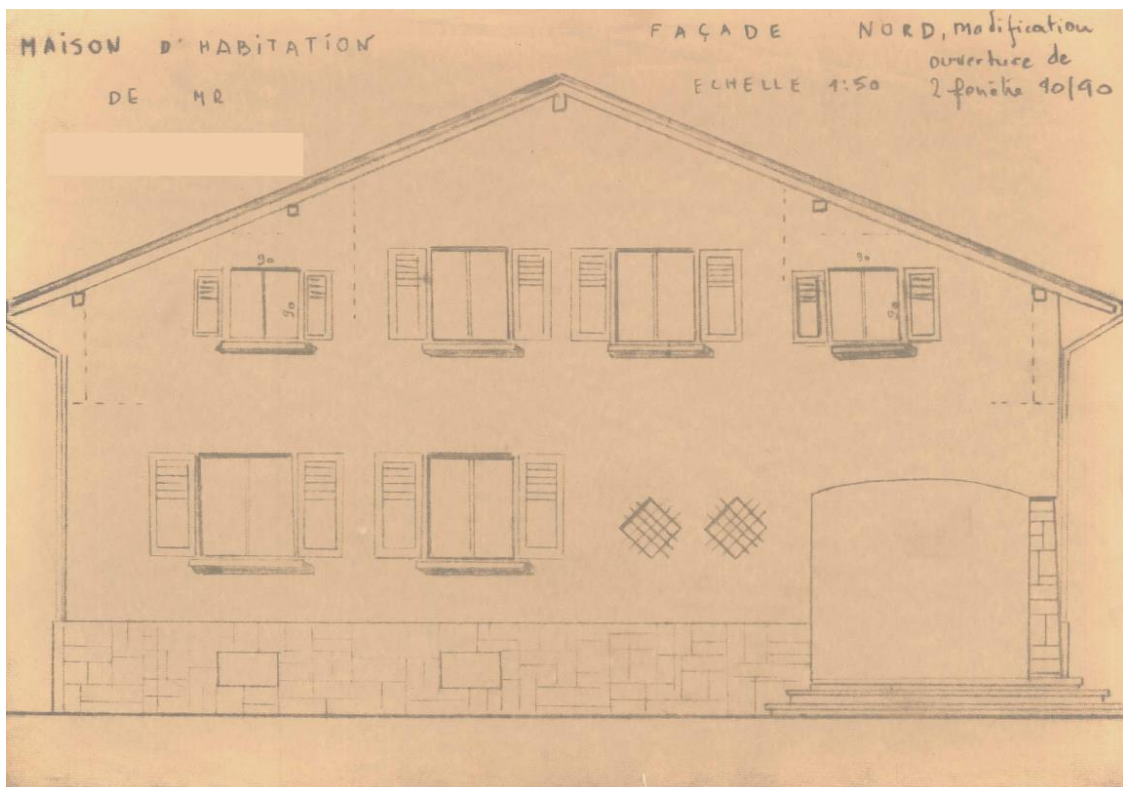 MAISON D'HABITATION
DE MR
FAÇADE NORD, modification
ouverture de
ECHELLE 1:50 2 fenêtre 90/90
90
90
90
90